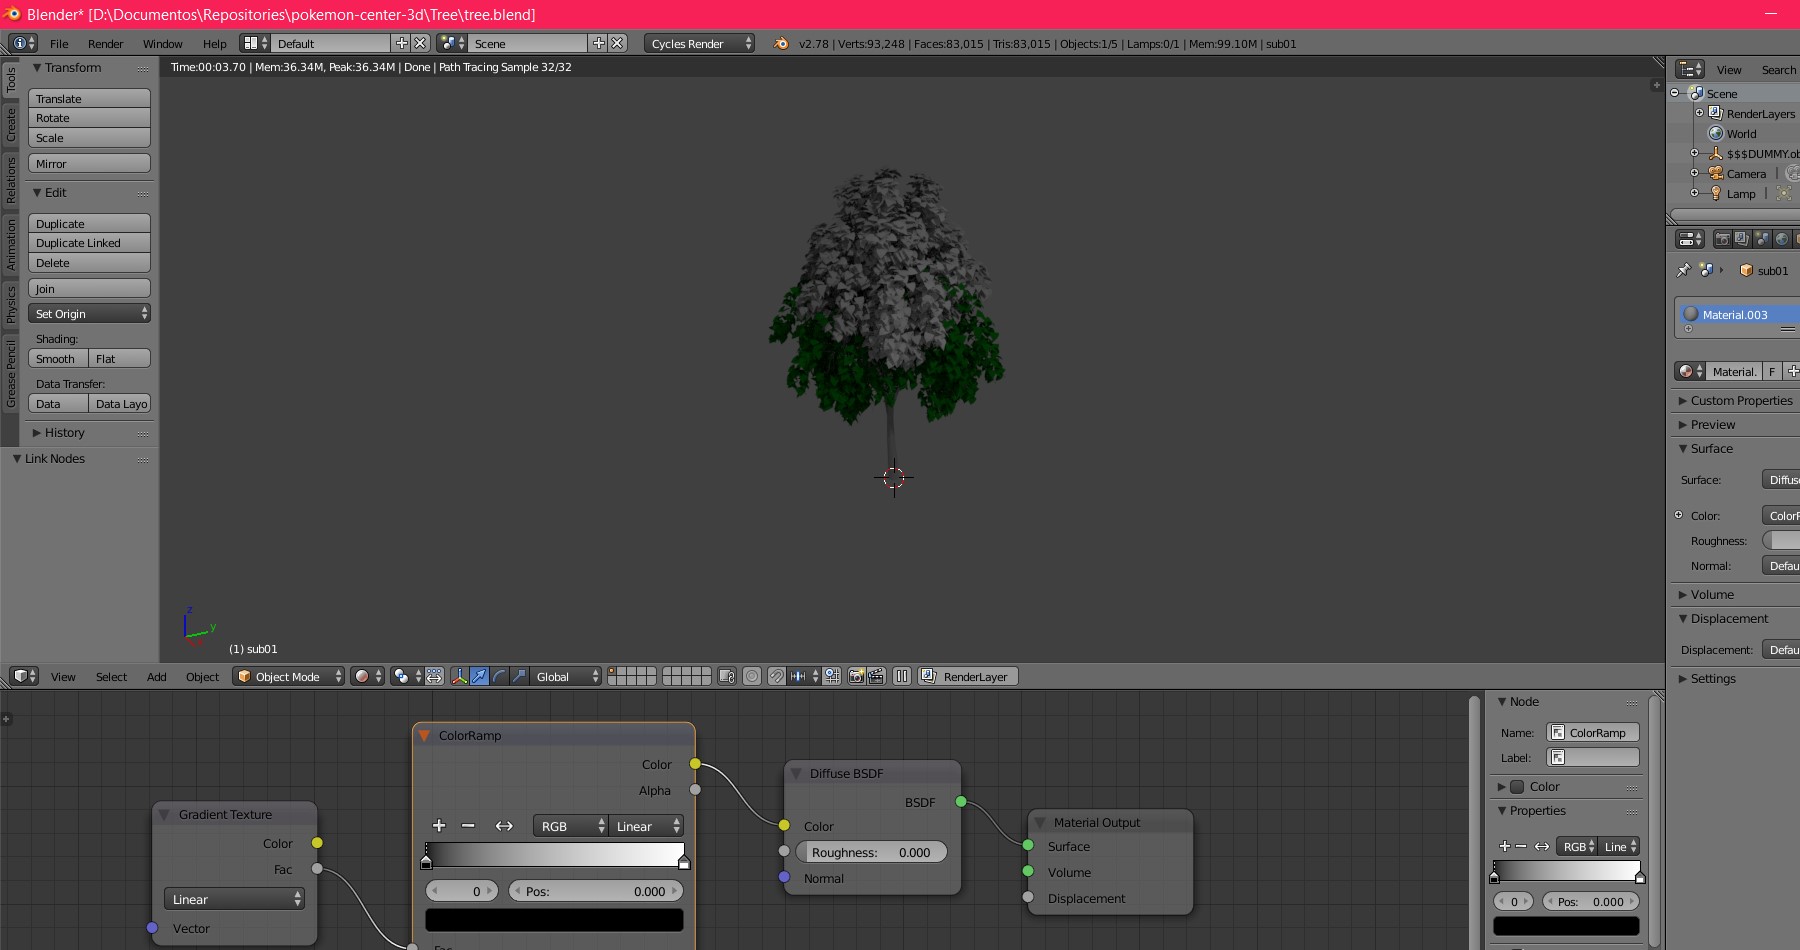 Blender* [D:\Documentos\Repositories\pokemon-center-3d\Tree\tree.blend]
File Render Window Help Default Scene Cycles Render v2.78 | Verts:93,248 | Faces:83,015 | Tris:83,015 | Objects:1/5 | Lamps:0/1 | Mem:99.10M | sub01
Time:00:03.70 | Mem:36.34M, Peak:36.34M | Done | Path Tracing Sample 32/32
Tools
Create
Relations
Animation
Physics
Grease Pencil
Transform
Translate
Rotate
Scale
Mirror
Edit
Duplicate
Duplicate Linked
Delete
Join
Set Origin
Shading:
Smooth Flat
Data Transfer:
Data Data Layo
History
Link Nodes
z
y
(1) sub01
View Select Add Object Object Mode Global RenderLayer
View Search
Scene
RenderLayers
World
$$$DUMMY.ob
Camera
Lamp
sub01
Material.003
Material. F
Custom Properties
Preview
Surface
Surface: Diffus
Color: ColorR
Roughness:
Normal: Defau
Volume
Displacement
Displacement: Defau
Settings
Gradient Texture
Color
Fac
Linear
Vector
ColorRamp
Color
Alpha
RGB Linear
0 Pos: 0.000
Fac
Diffuse BSDF
BSDF
Color
Roughness: 0.000
Normal
Material Output
Surface
Volume
Displacement
Node
Name: ColorRamp
Label:
Color
Properties
RGB Line
0 Pos: 0.000